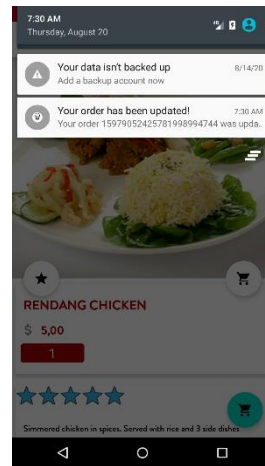 7:30 AM
Thursday, August 20
Your data isn't backed up 8/14/20
Add a backup account now
Your order has been updated! 7:30 AM
Your order 15979052425781998994744 was upda..
RENDANG CHICKEN
$ 5,00
1
Simmered chicken in spices. Served with rice and 3 side dishes